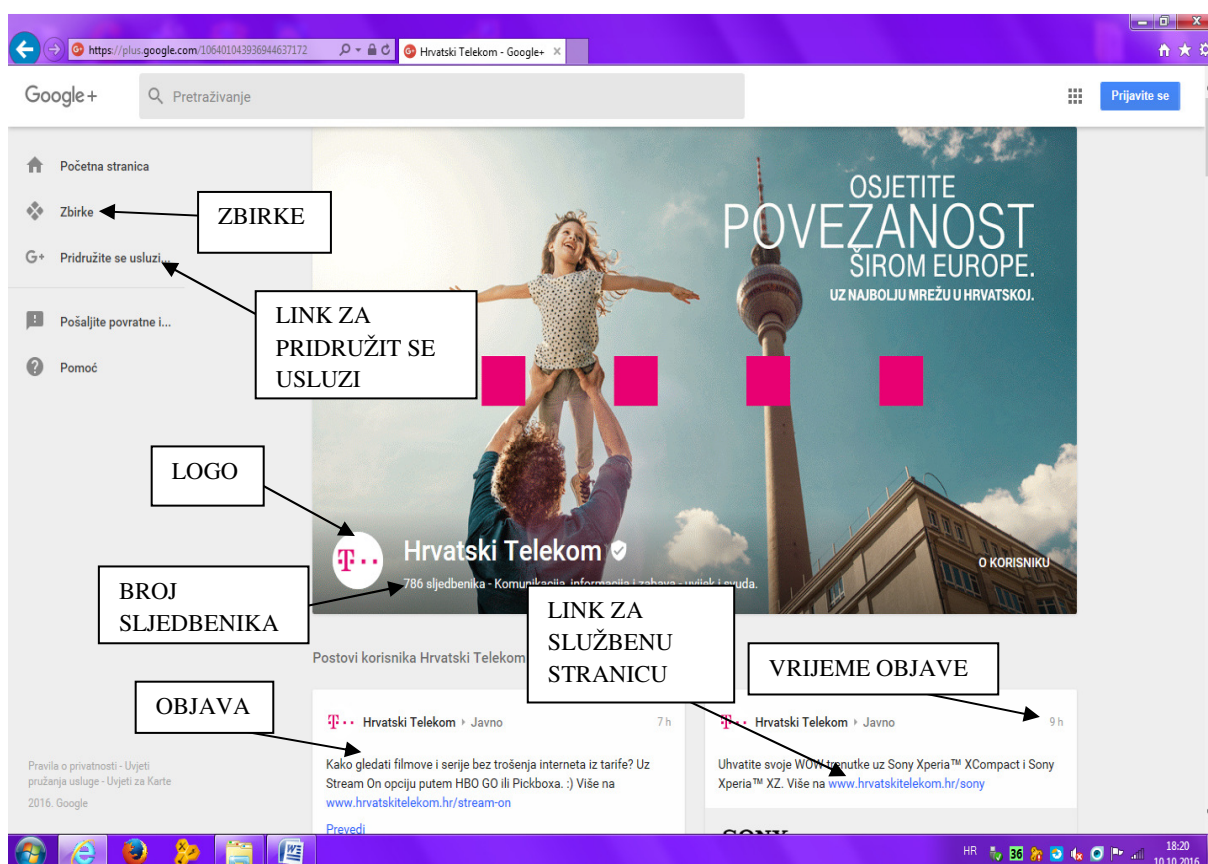 https://plus.google.com/106401043936944637172
Hrvatski Telekom - Google+
Google+
Pretraživanje
Prijavite se
Početna stranica
Zbirke
Pridružite se usluzi...
Pošaljite povratne i...
Pomoć
ZBIRKE
LINK ZA
PRIDRUŽIT SE
USLUZI
LOGO
BROJ
SLJEDBENIKA
OSJETITE
POVEZANOST
ŠIROM EUROPE.
UZ NAJBOLJU MREŽU U HRVATSKOJ.
Hrvatski Telekom
786 sljedbenika - Komunikacija, informacija i zabava - uvijek i svuda.
O KORISNIKU
LINK ZA
SLUŽBENU
STRANICU
VRIJEME OBJAVE
OBJAVA
Postovi korisnika Hrvatski Telekom
T·· Hrvatski Telekom Javno 7 h
Kako gledati filmove i serije bez trošenja interneta iz tarife? Uz
Stream On opciju putem HBO GO ili Pickboxa. :) Više na
www.hrvatskitelekom.hr/stream-on
Prevedi
T·· Hrvatski Telekom Javno 9 h
Uhvatite svoje WOW trenutke uz Sony Xperia™ XCompact i Sony
Xperia™ XZ. Više na www.hrvatskitelekom.hr/sony
SONY
Pravila o privatnosti - Uvjeti
pružanja usluge - Uvjeti za Karte
2016. Google
HR
36
18:20
10.10.2016